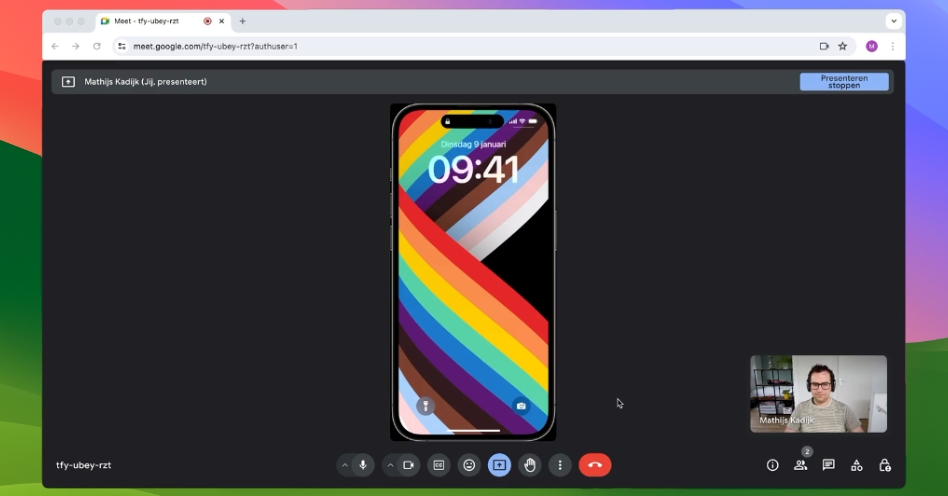 Meet - tfy-ubey-rzt
meet.google.com/tfy-ubey-rzt?authuser=1
M
Mathijs Kadijk (Jij, presenteert)
Presenteren
stoppen
Dinsdag 9 januari
09:41
Mathijs Kadijk
tfy-ubey-rzt
CC
2